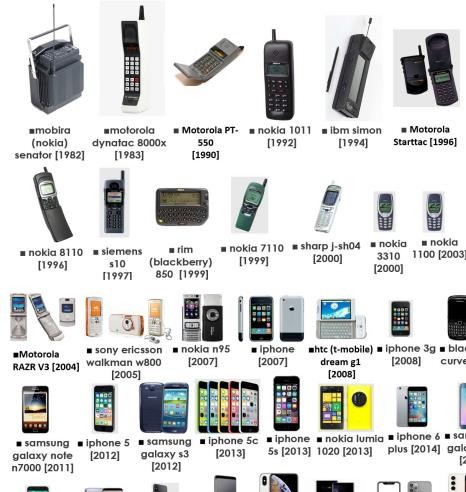 ■mobira
(nokia)
senator [1982]
■motorola
dynatac 8000x
[1983]
■ Motorola PT-
550
[1990]
■ nokia 1011
[1992]
■ ibm simon
[1994]
■ Motorola
Starttac [1996]
■ nokia 8110
[1996]
■ siemens
s10
[1997]
■ rim
(blackberry)
850 [1999]
■ nokia 7110
[1999]
■ sharp j-sh04
[2000]
■ nokia
3310
[2000]
■ nokia
1100 [2003]
■Motorola
RAZR V3 [2004]
■ sony ericsson
walkman w800
[2005]
■ nokia n95
[2007]
■ iphone
[2007]
■htc (t-mobile)
dream g1
[2008]
■ iphone 3g
[2008]
■ blac
curve
■ samsung
galaxy note
n7000 [2011]
■ iphone 5
[2012]
■ samsung
galaxy s3
[2012]
■ iphone 5c
[2013]
■ iphone
5s [2013]
■ nokia lumia
1020 [2013]
■ iphone 6
plus [2014]
■ sam
gala